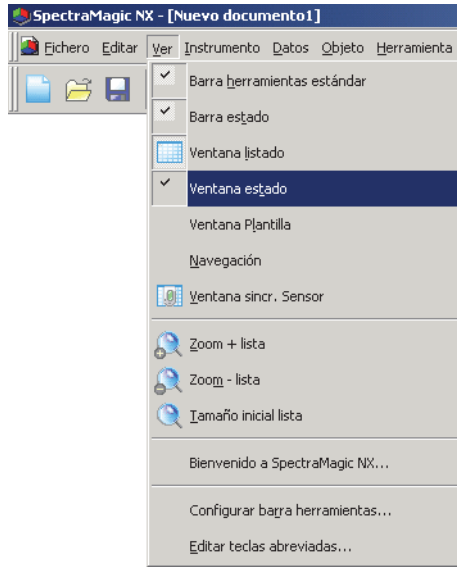 SpectraMagic NX - [Nuevo documento1]
Fichero Editar Ver Instrumento Datos Objeto Herramienta
Barra herramientas estándar
Barra estado
Ventana listado
Ventana estado
Ventana Plantilla
Navegación
Ventana sincr. Sensor
Zoom + lista
Zoom - lista
Tamaño inicial lista
Bienvenido a SpectraMagic NX...
Configurar barra herramientas...
Editar teclas abreviadas...